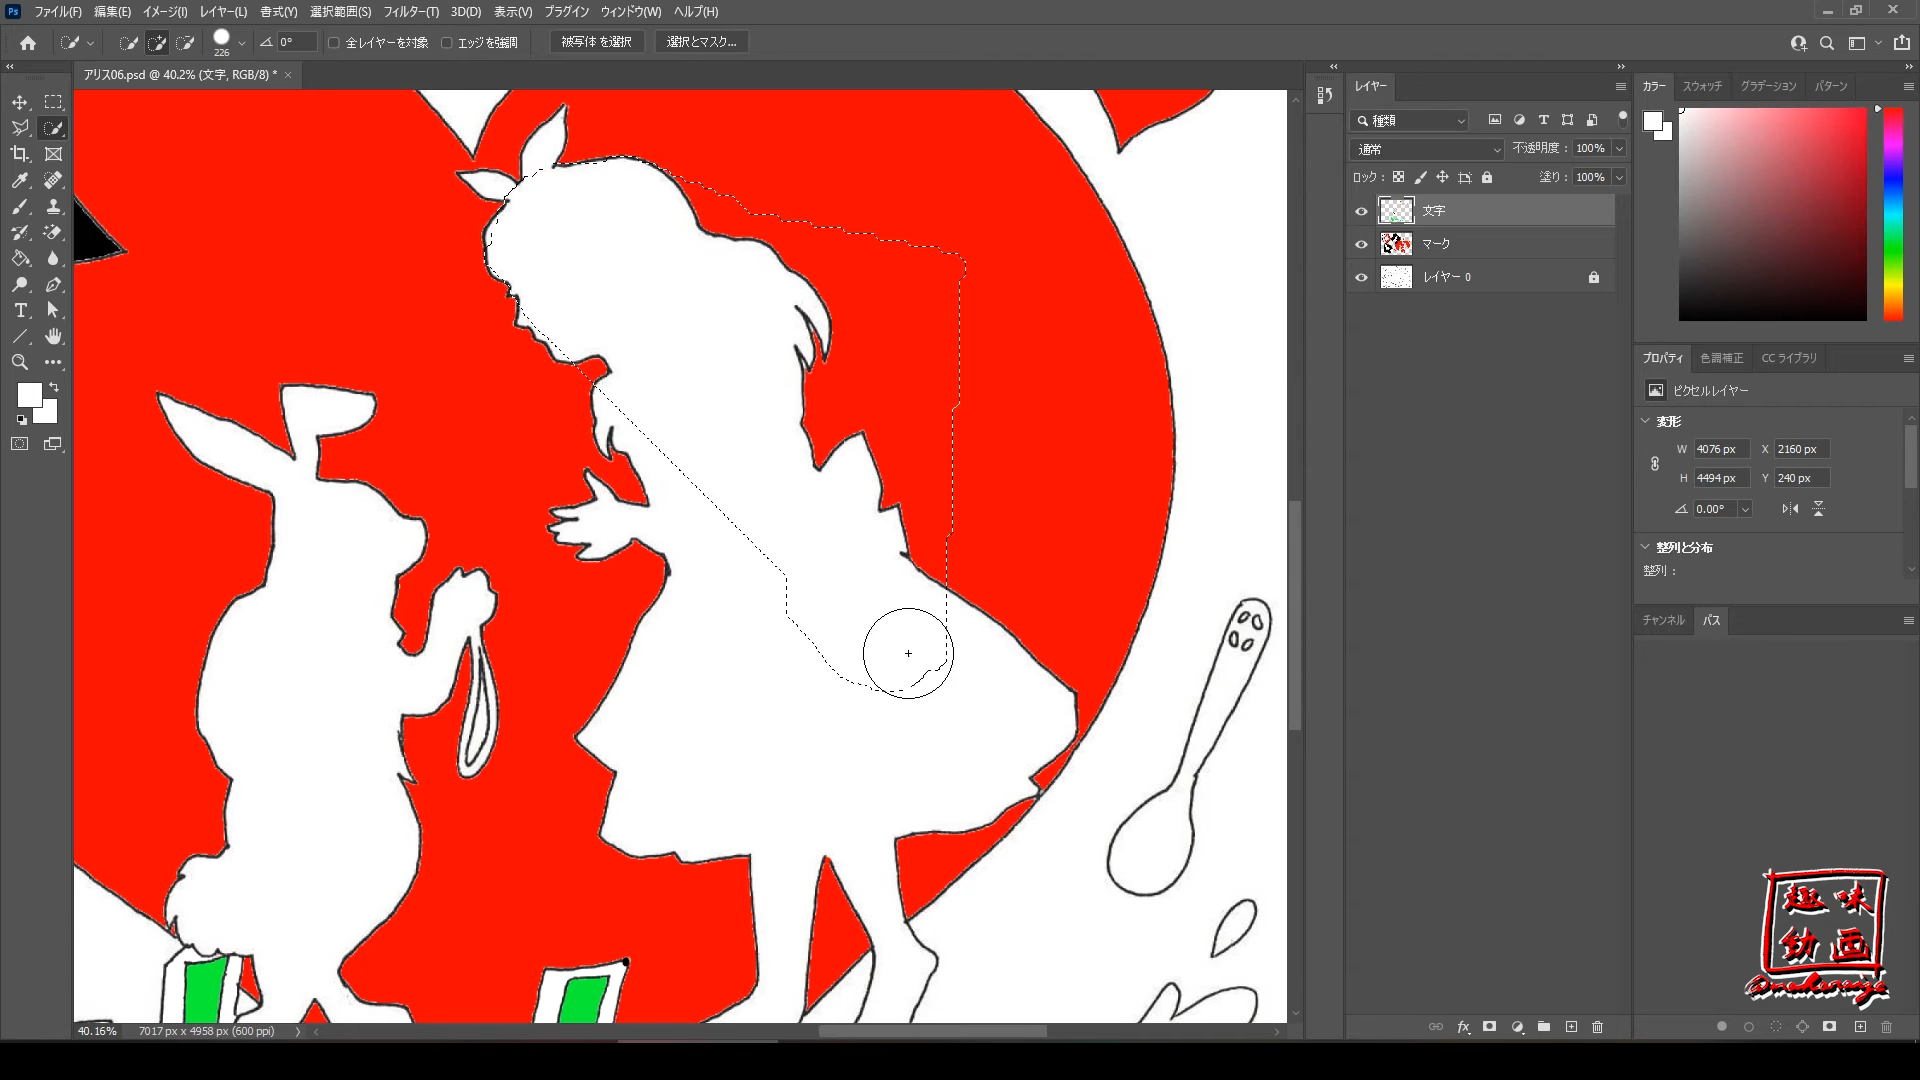 Ps ファイル(F) 編集(E) イメージ(I) レイヤー(L) 書式(Y) 選択範囲(S) フィルター(T) 3D(D) 表示(V) プラグイン ウィンドウ(W) ヘルプ(H)
226 0° 全レイヤーを対象 エッジを強調 被写体を選択 選択とマスク...
アリス06.psd @ 40.2% (文字, RGB/8) * ×
レイヤー
種類
通常 不透明度: 100%
ロック: 塗り: 100%
文字
マーク
レイヤー 0
カラー スウォッチ グラデーション パターン
プロパティ 色調補正 CC ライブラリ
ピクセルレイヤー
変形
W 4076 px X 2160 px
H 4494 px Y 240 px
0.00°
整列と分布
整列:
チャンネル パス
趣味
動画
40.16% 7017 px x 4958 px (600 ppi)
fx